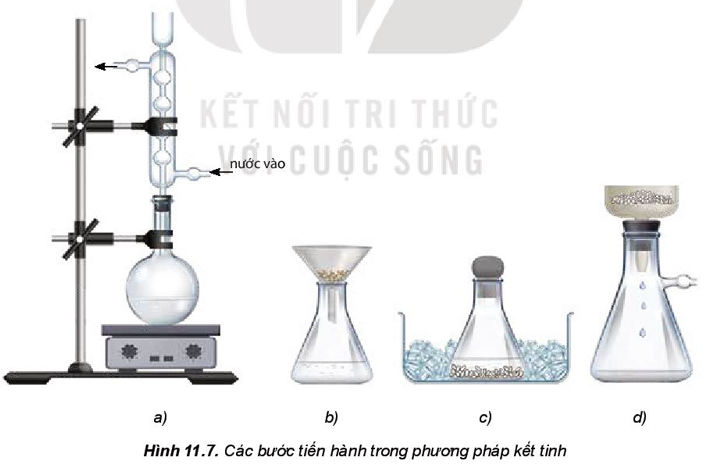 KẾT NỐI TRI THỨC
VỚI CUỘC SỐNG
nước vào
a)
b)
c)
d)
Hình 11.7. Các bước tiến hành trong phương pháp kết tinh